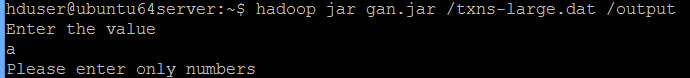 hduser@ubuntu64server:~$ hadoop jar gan.jar /txns-large.dat /output
Enter the value
a
Please enter only numbers